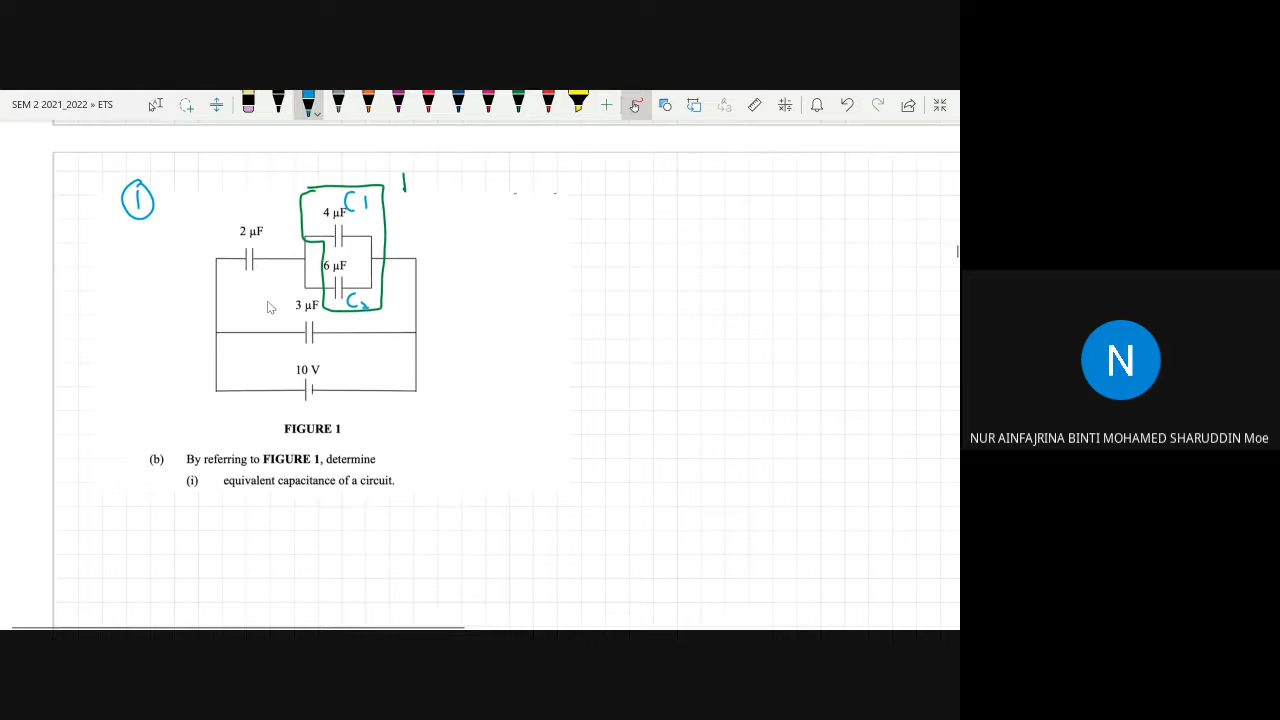 SEM 2 2021_2022 » ETS
1
1
C1
4 µF
2 µF
6 µF
C2
3 µF
10 V
FIGURE 1
(b) By referring to FIGURE 1, determine
(i) equivalent capacitance of a circuit.
N
NUR AINFAJRINA BINTI MOHAMED SHARUDDIN Moe